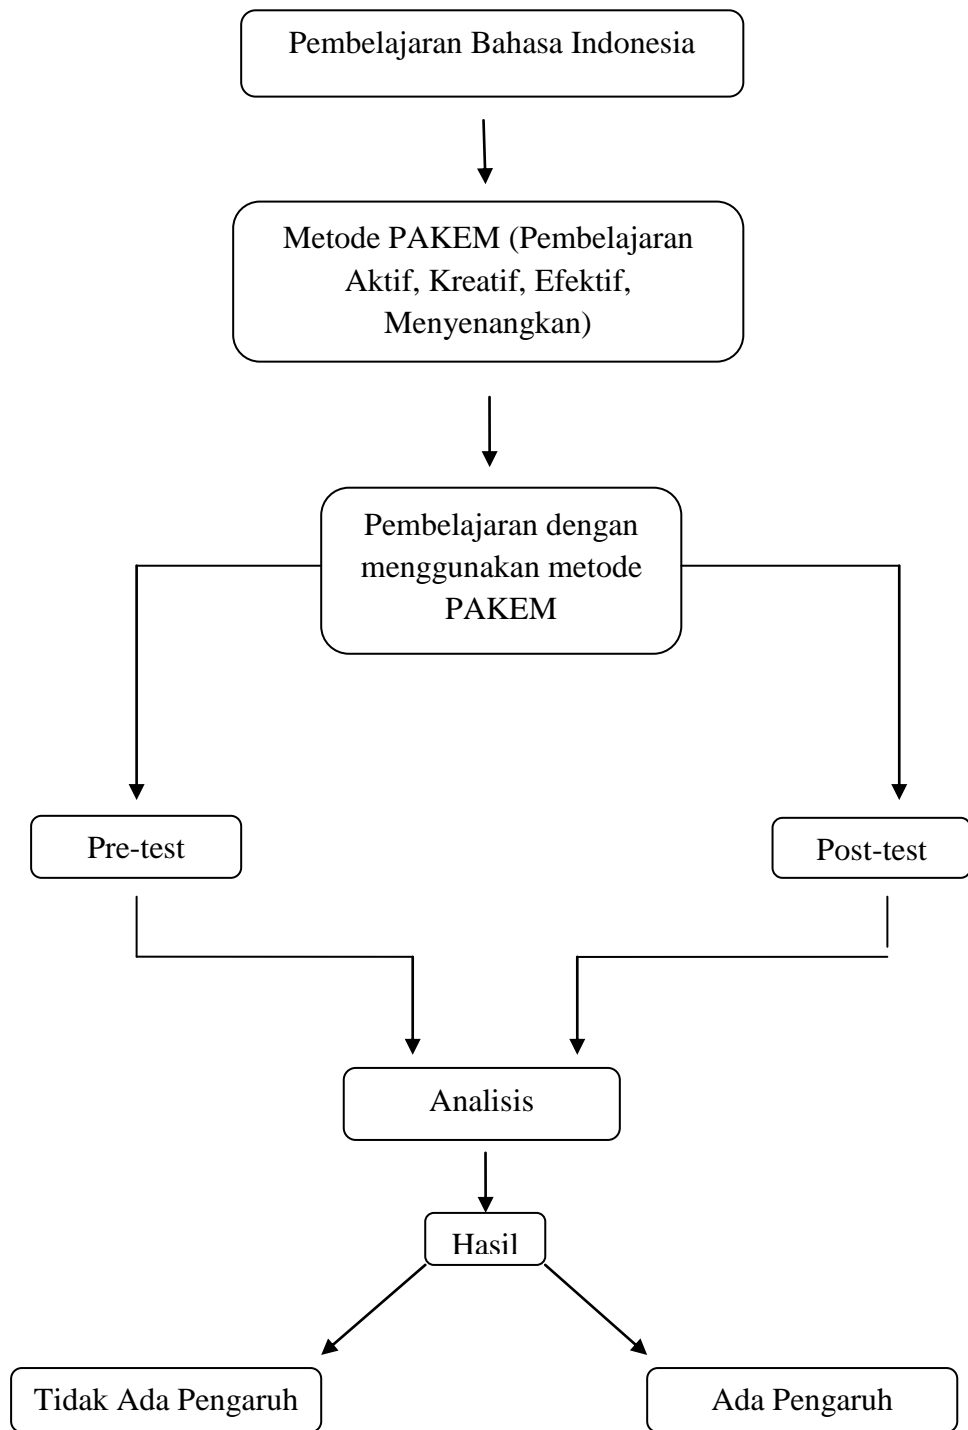 Pembelajaran Bahasa Indonesia
Metode PAKEM (Pembelajaran
Aktif, Kreatif, Efektif,
Menyenangkan)
Pembelajaran dengan
menggunakan metode
PAKEM
Pre-test
Post-test
Analisis
Hasil
Tidak Ada Pengaruh
Ada Pengaruh